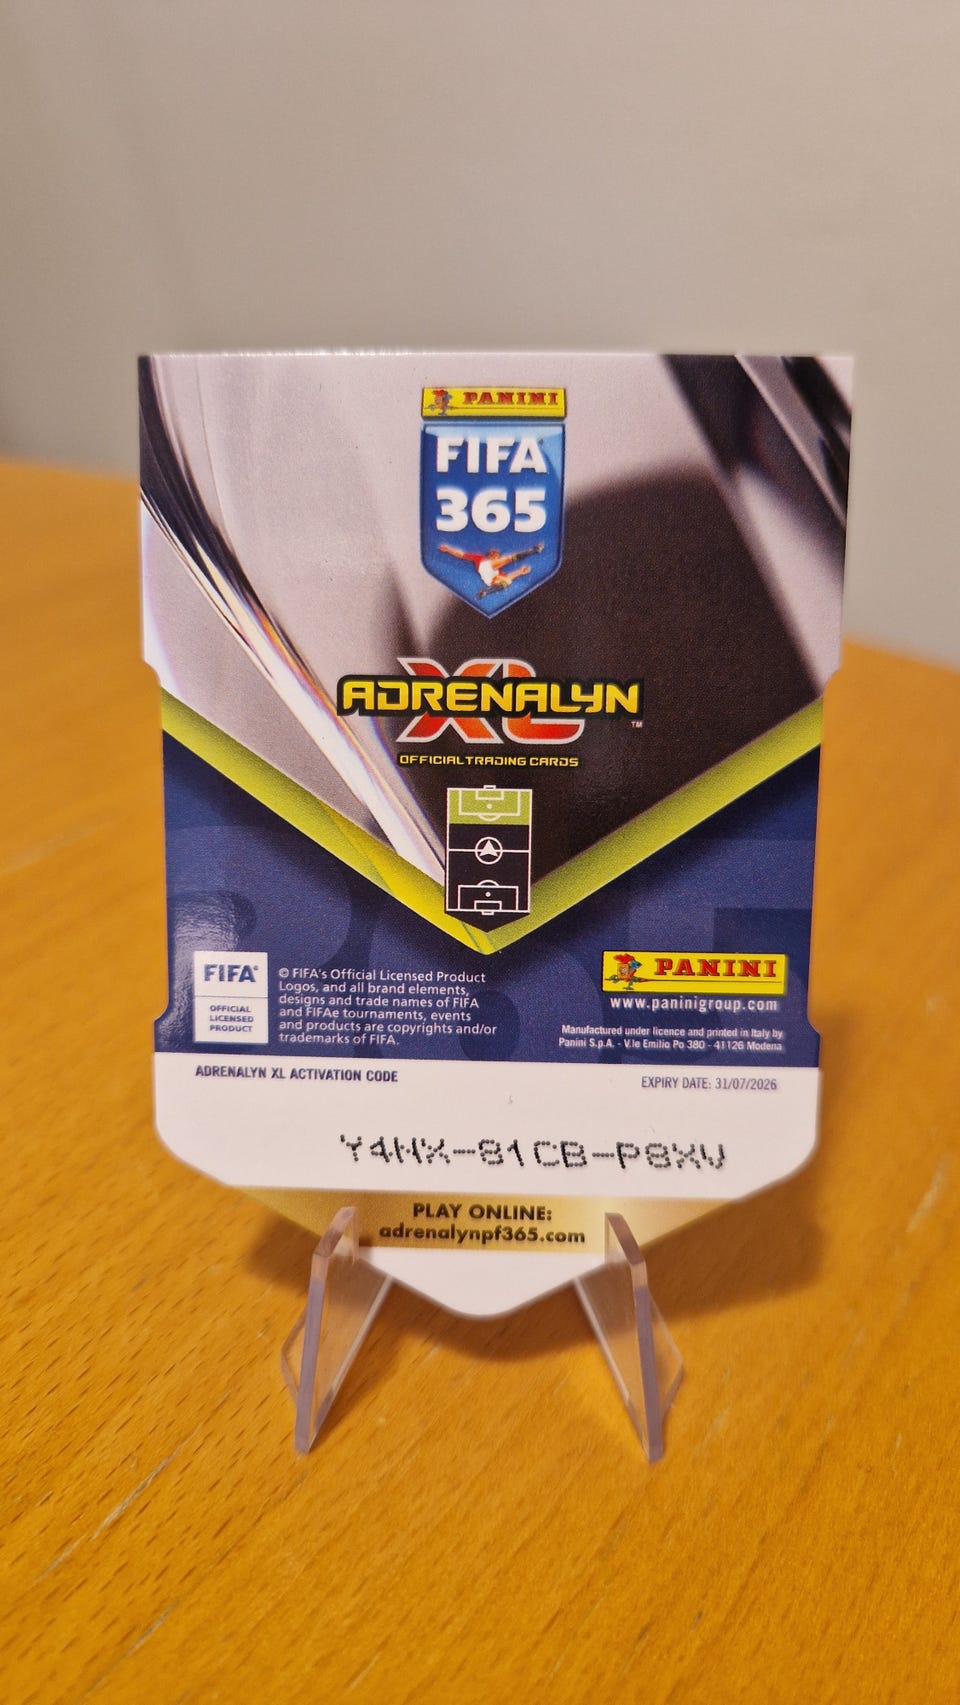 PANINI
FIFA
365
ADRENALYN
XL
™
OFFICIAL TRADING CARDS
FIFA®
OFFICIAL
LICENSED
PRODUCT
© FIFA's Official Licensed Product
Logos, and all brand elements,
designs and trade names of FIFA
and FIFAe tournaments, events
and products are copyrights and/or
trademarks of FIFA.
PANINI
www.paninigroup.com
Manufactured under licence and printed in Italy by
Panini S.p.A. - V.le Emilio Po 380 - 41126 Modena
ADRENALYN XL ACTIVATION CODE
EXPIRY DATE: 31/07/2026
Y4HX-81CB-P8XV
PLAY ONLINE:
adrenalynpf365.com